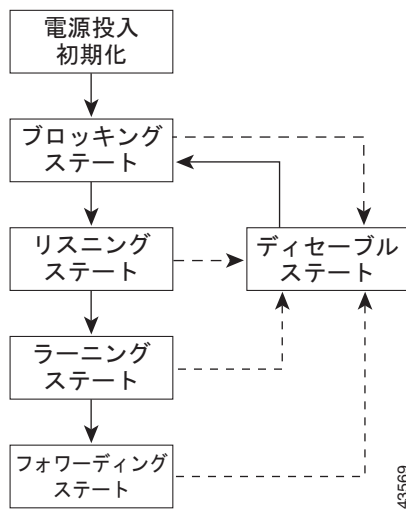 電源投入
初期化
ブロッキング
ステート
リスニング
ステート
ディセーブル
ステート
ラーニング
ステート
フォワーディング
ステート
43569